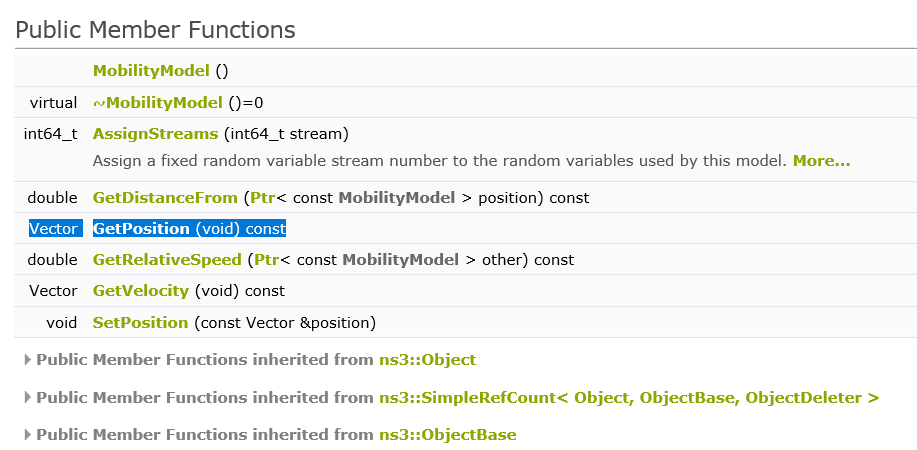 Public Member Functions
MobilityModel ()
virtual ~MobilityModel ()=0
int64_t AssignStreams (int64_t stream)
Assign a fixed random variable stream number to the random variables used by this model. More...
double GetDistanceFrom (Ptr< const MobilityModel > position) const
Vector GetPosition (void) const
double GetRelativeSpeed (Ptr< const MobilityModel > other) const
Vector GetVelocity (void) const
void SetPosition (const Vector &position)
Public Member Functions inherited from ns3::Object
Public Member Functions inherited from ns3::SimpleRefCount< Object, ObjectBase, ObjectDeleter >
Public Member Functions inherited from ns3::ObjectBase